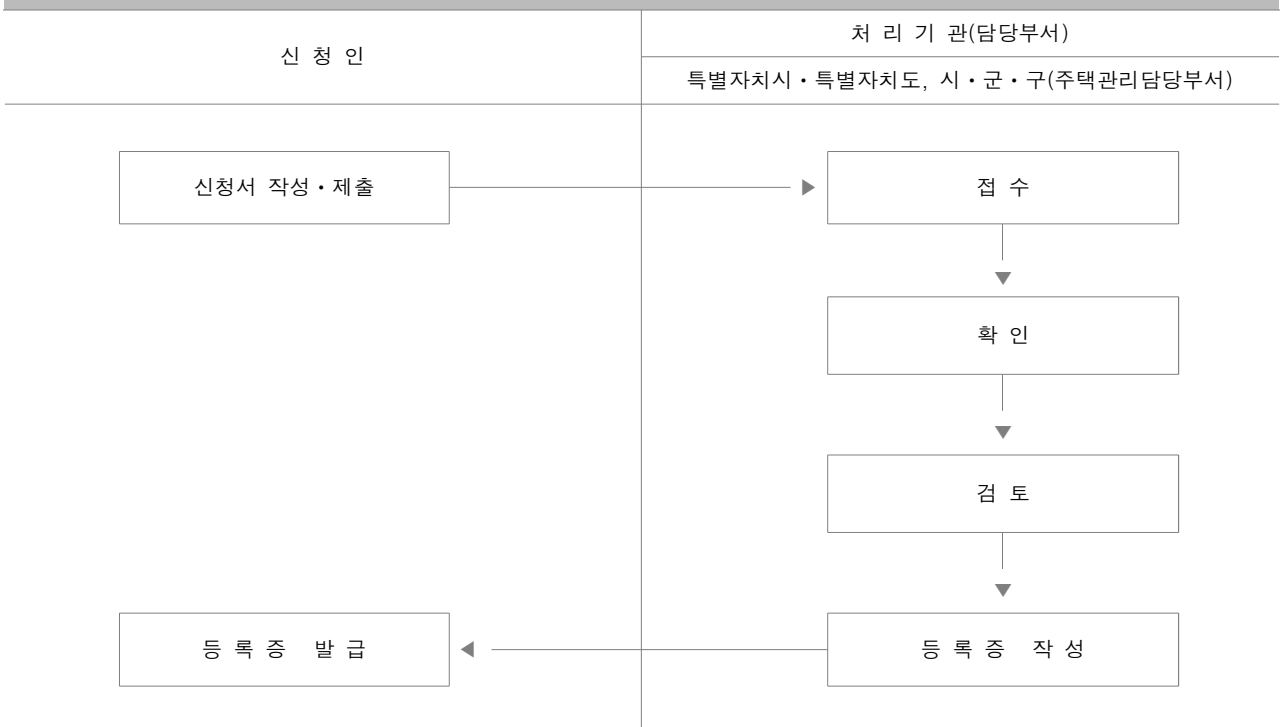 신 청 인
처 리 기 관(담당부서)
특별자치시・특별자치도, 시・군・구(주택관리담당부서)
신청서 작성・제출
접 수
확 인
검 토
등 록 증 발 급
등 록 증 작 성